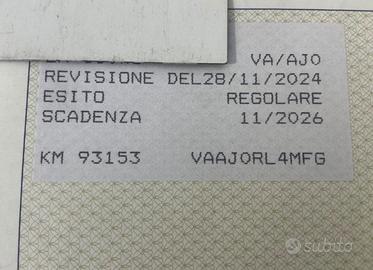 VA/AJO
REVISIONE DEL28/11/2024
ESITO REGOLARE
SCADENZA 11/2026
KM 93153 VAAJORL4MFG
subito